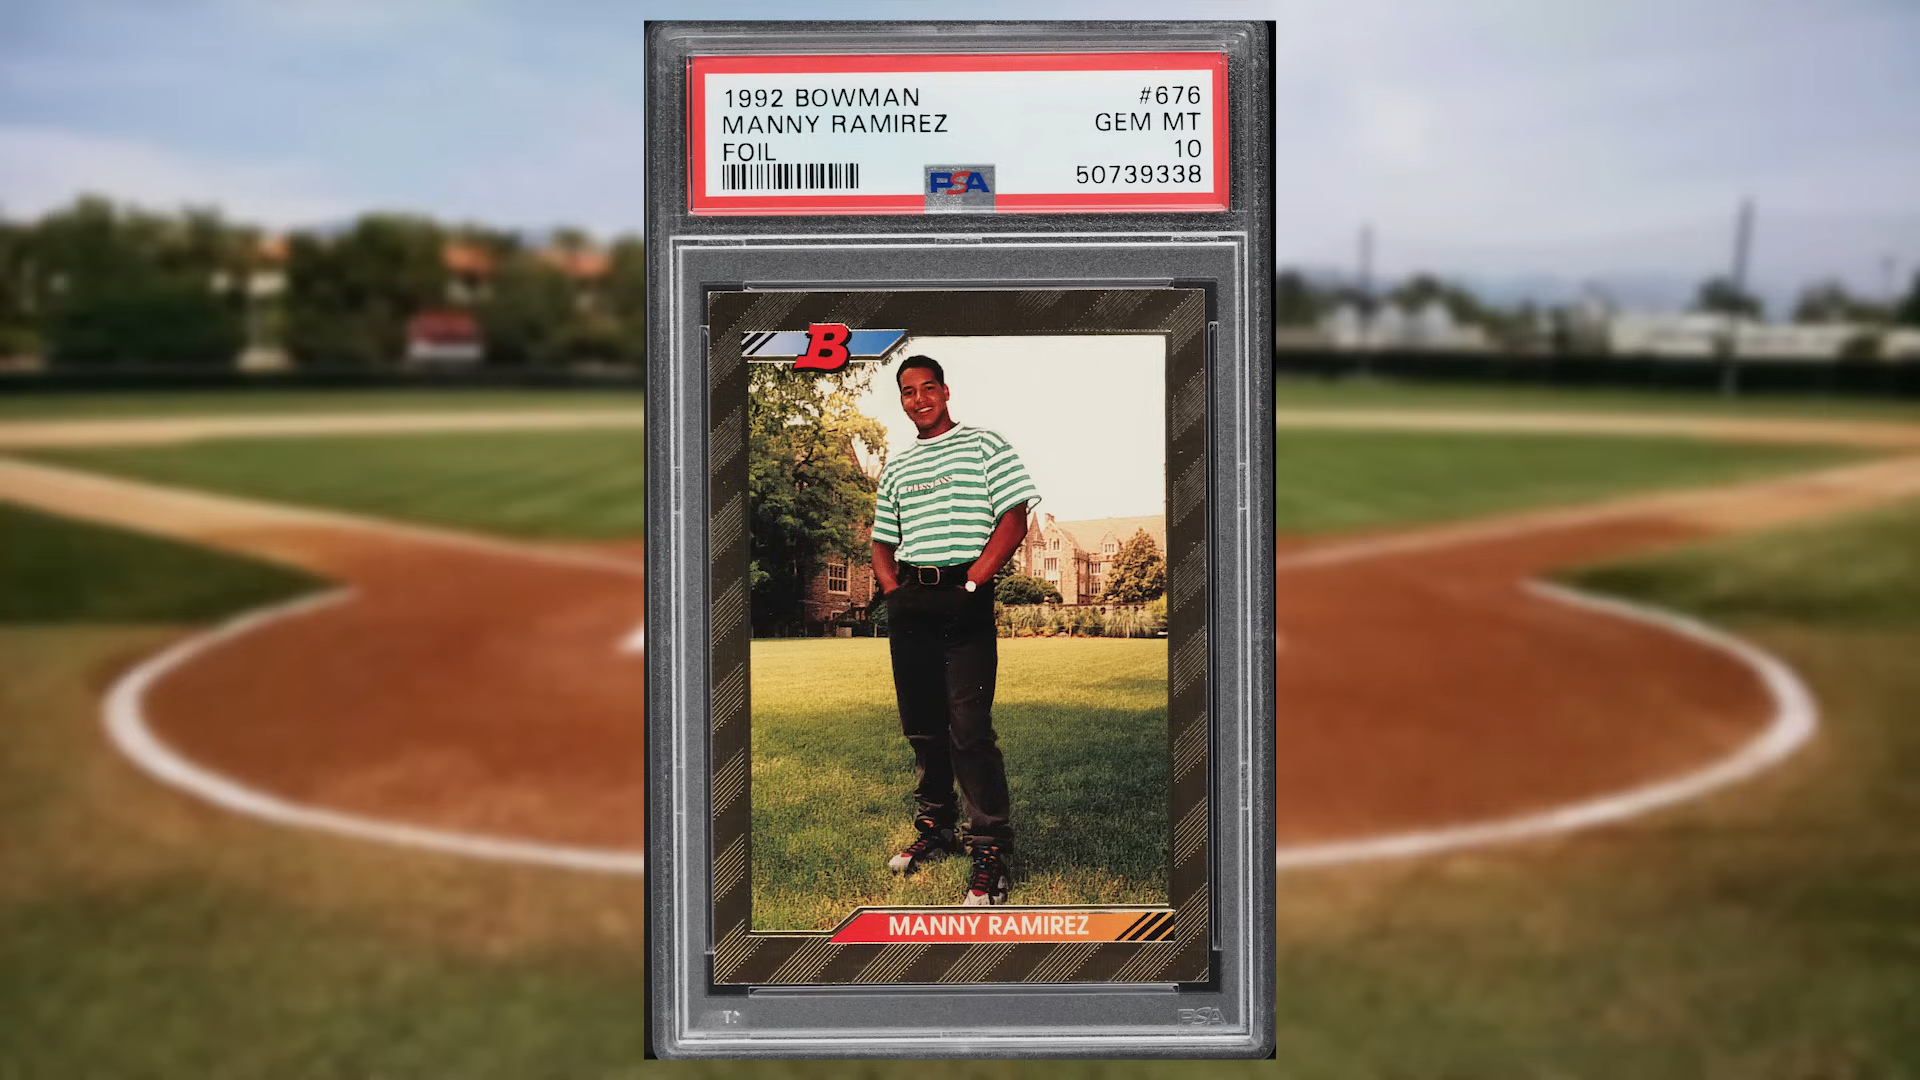 1992 BOWMAN #676
MANNY RAMIREZ GEM MT
FOIL 10
PSA 50739338
B
MANNY RAMIREZ
PSA